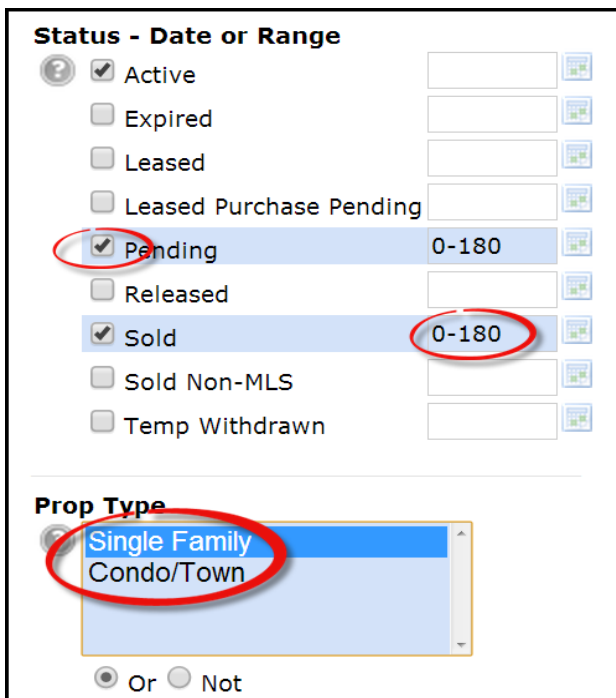 Status - Date or Range
Active
Expired
Leased
Leased Purchase Pending
Pending 0-180
Released
Sold 0-180
Sold Non-MLS
Temp Withdrawn
Prop Type
Single Family
Condo/Town
Or Not